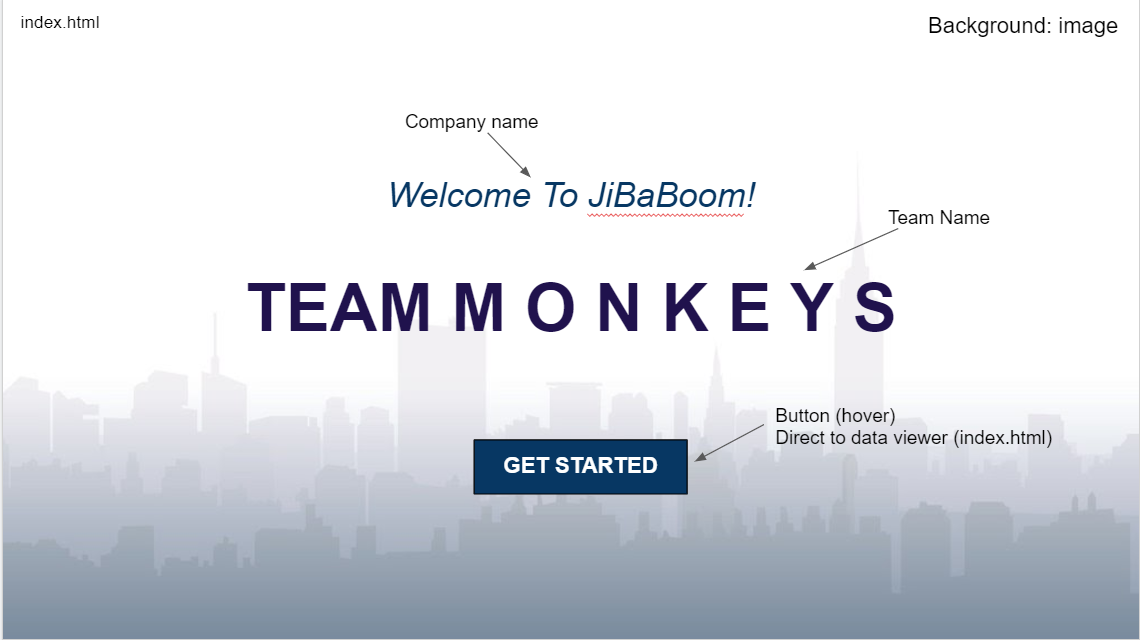 index.html
Background: image
Company name
Welcome To JiBaBoom!
Team Name
TEAM M O N K E Y S
Button (hover)
Direct to data viewer (index.html)
GET STARTED